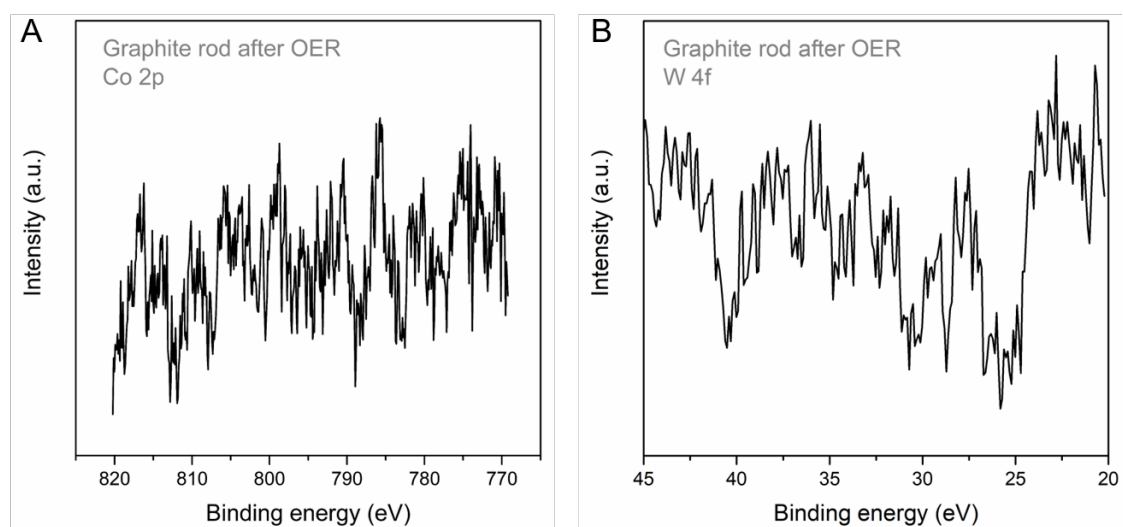 A
Graphite rod after OER
Co 2p
Intensity (a.u.)
820 810 800 790 780 770
Binding energy (eV)
B
Graphite rod after OER
W 4f
Intensity (a.u.)
45 40 35 30 25 20
Binding energy (eV)